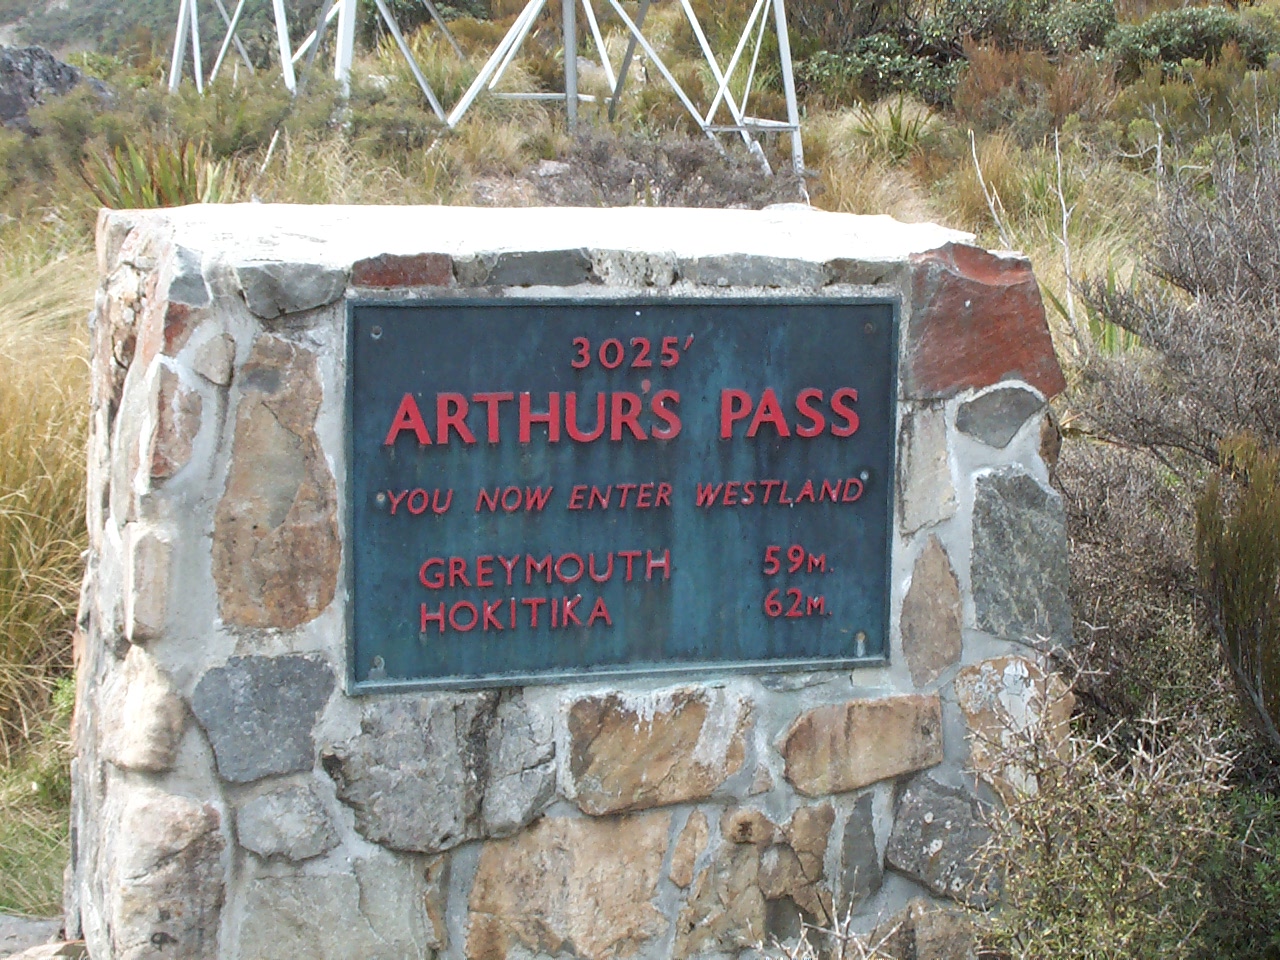 3025'
ARTHUR'S PASS
YOU NOW ENTER WESTLAND
GREYMOUTH 59M.
HOKITIKA 62M.